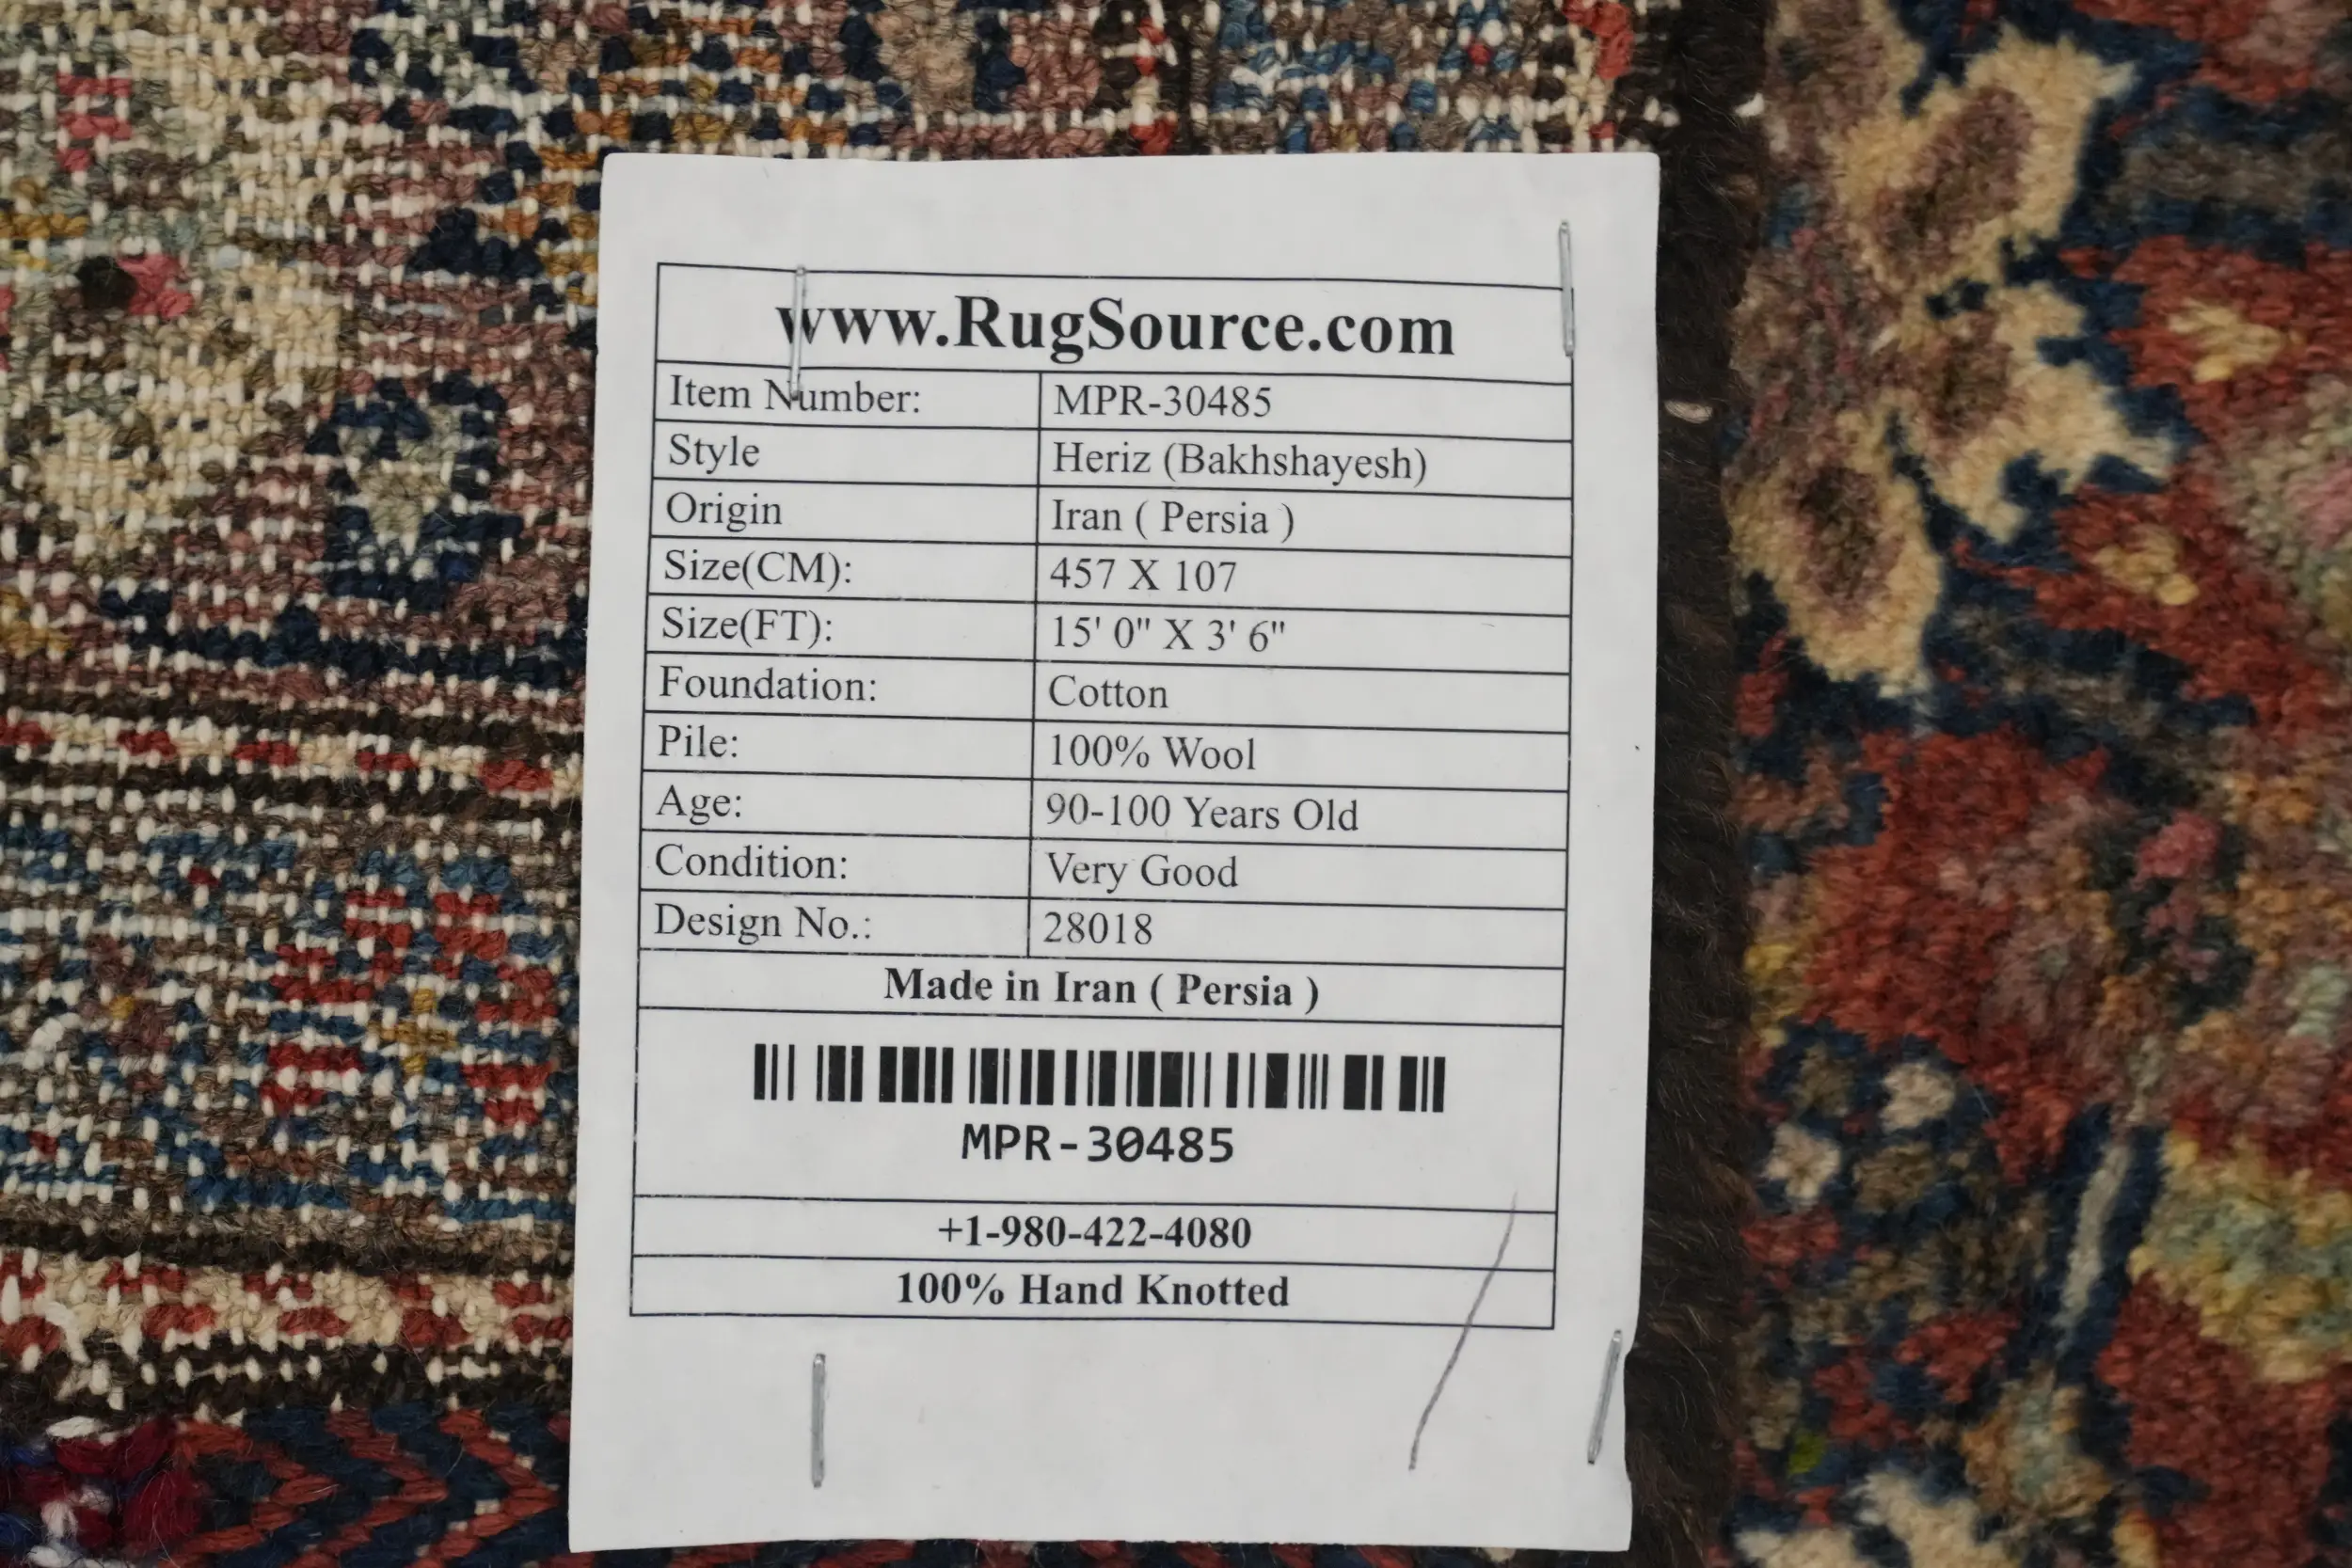 www.RugSource.com
Item Number: MPR-30485
Style Heriz (Bakhshayesh)
Origin Iran ( Persia )
Size(CM): 457 X 107
Size(FT): 15' 0" X 3' 6"
Foundation: Cotton
Pile: 100% Wool
Age: 90-100 Years Old
Condition: Very Good
Design No.: 28018
Made in Iran ( Persia )
MPR-30485
+1-980-422-4080
100% Hand Knotted